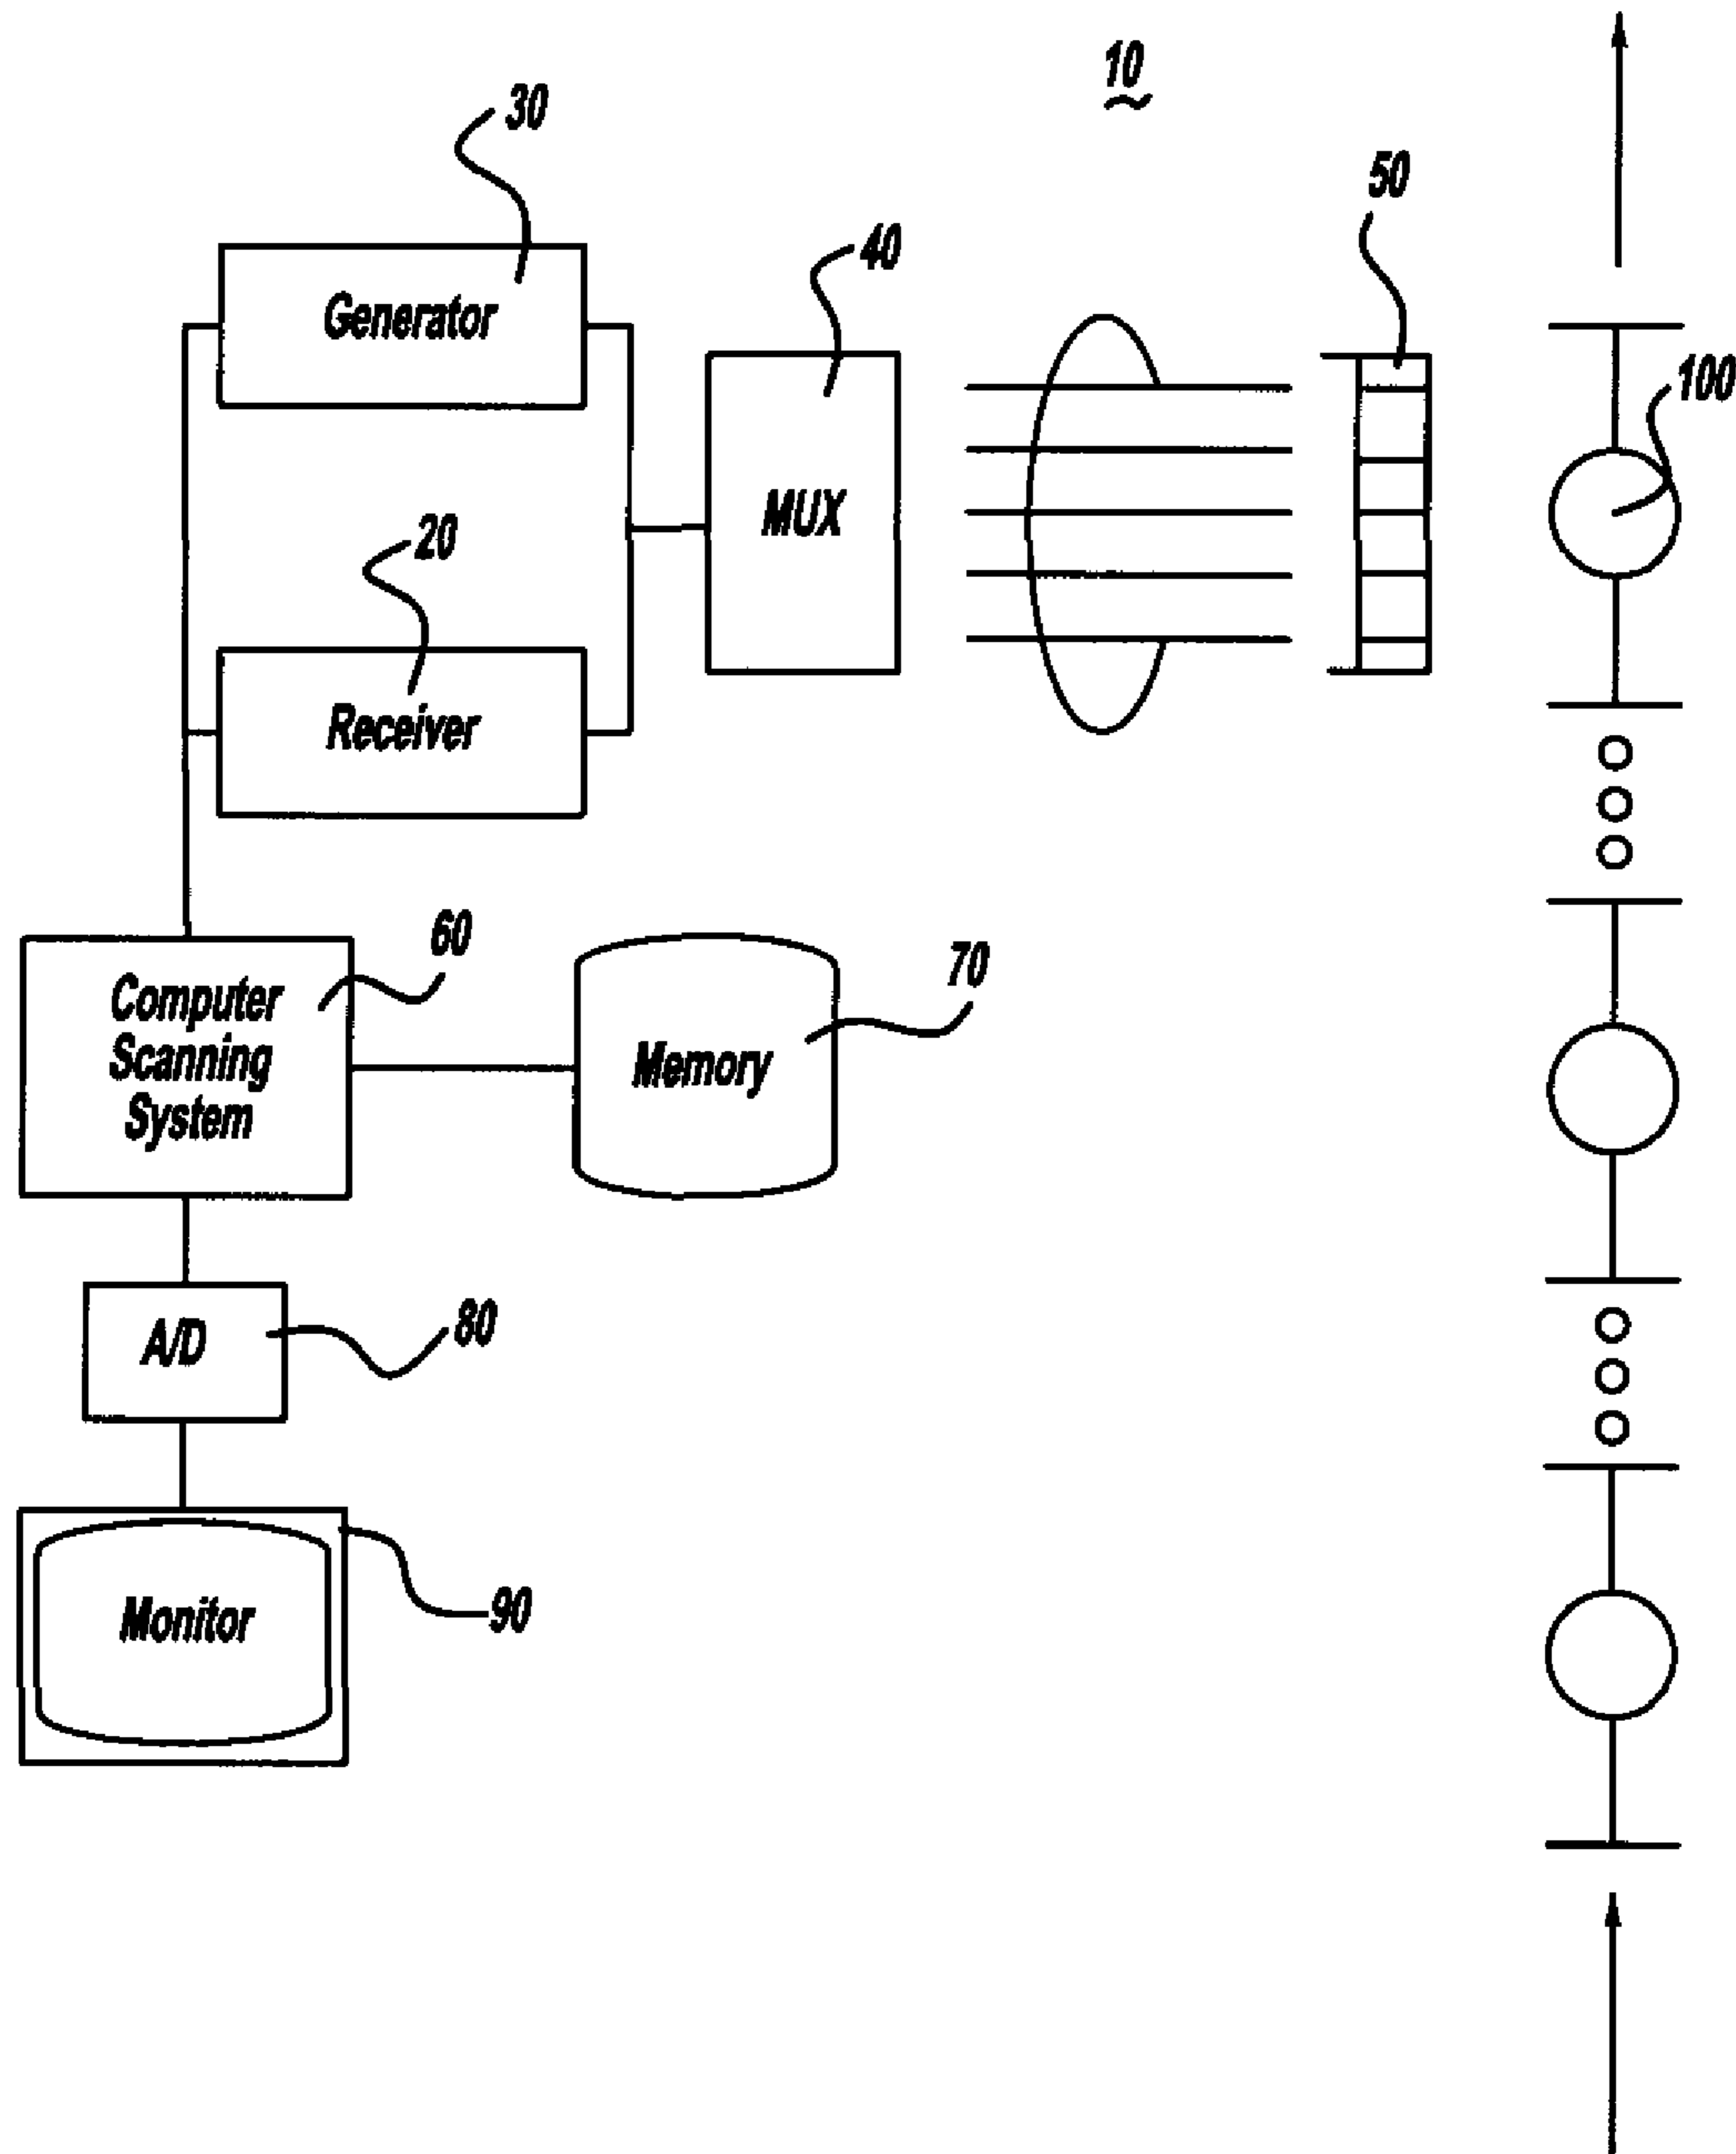 10
30
50
40
Generator
100
20
MUX
Receiver
60
70
Computer
Scanning
System
Memory
80
A/D
90
Monitor